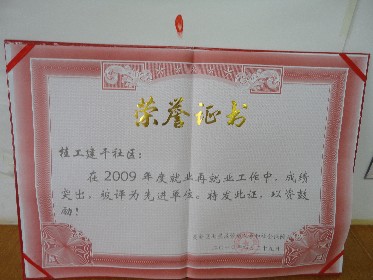 荣誉证书
桂工建干社区：
在 2009 年度就业再就业工作中，成绩
突出，被评为先进单位。特发此证，以资鼓
励！